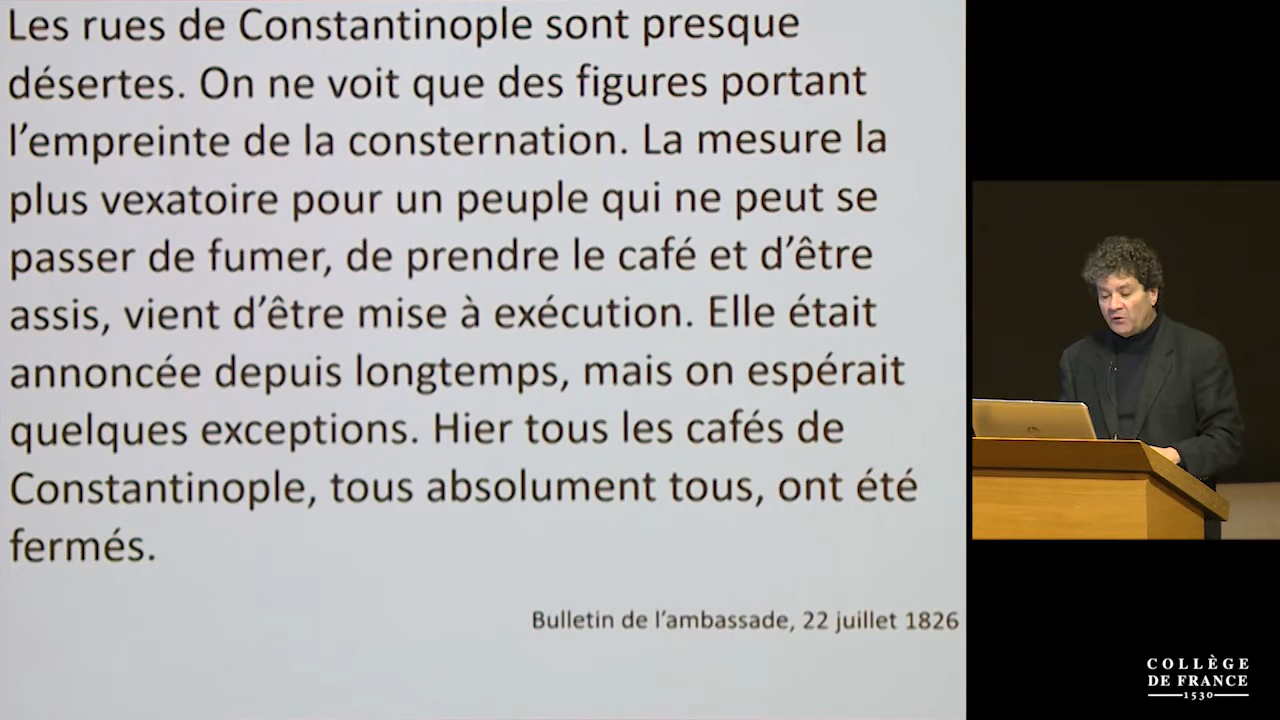 Les rues de Constantinople sont presque
désertes. On ne voit que des figures portant
l’empreinte de la consternation. La mesure la
plus vexatoire pour un peuple qui ne peut se
passer de fumer, de prendre le café et d’être
assis, vient d’être mise à exécution. Elle était
annoncée depuis longtemps, mais on espérait
quelques exceptions. Hier tous les cafés de
Constantinople, tous absolument tous, ont été
fermés.
Bulletin de l’ambassade, 22 juillet 1826
COLLÈGE
DE FRANCE
1530